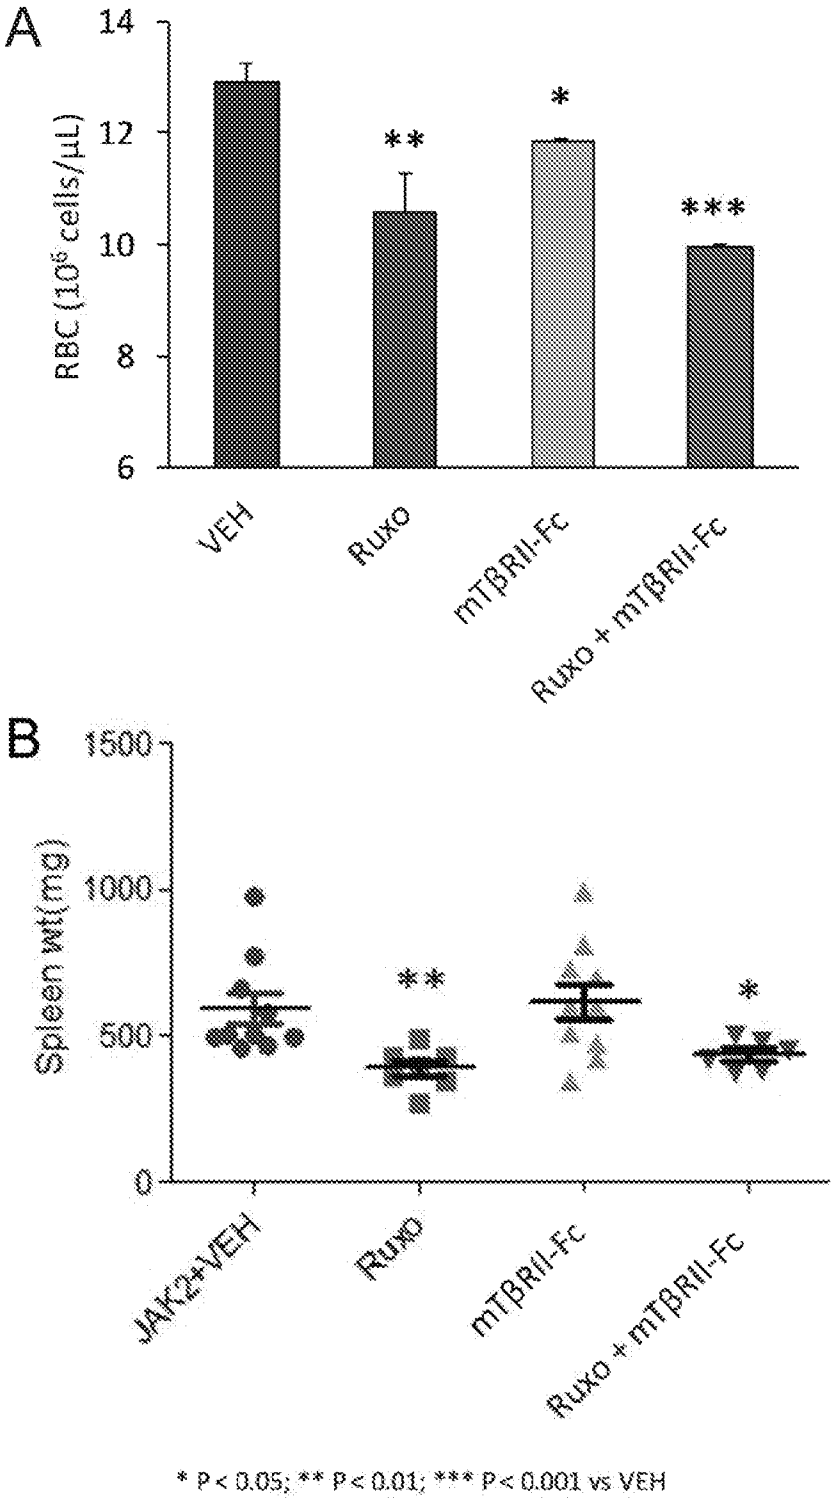 A
14
12
10
8
6
RBC (10⁶ cells/µL)
**
*
***
VEH
Ruxo
mTβRII-Fc
Ruxo + mTβRII-Fc
B
1500
1000
500
0
Spleen wt(mg)
**
*
JAK2+VEH
Ruxo
mTβRII-Fc
Ruxo + mTβRII-Fc
* P < 0.05; ** P < 0.01; *** P < 0.001 vs VEH